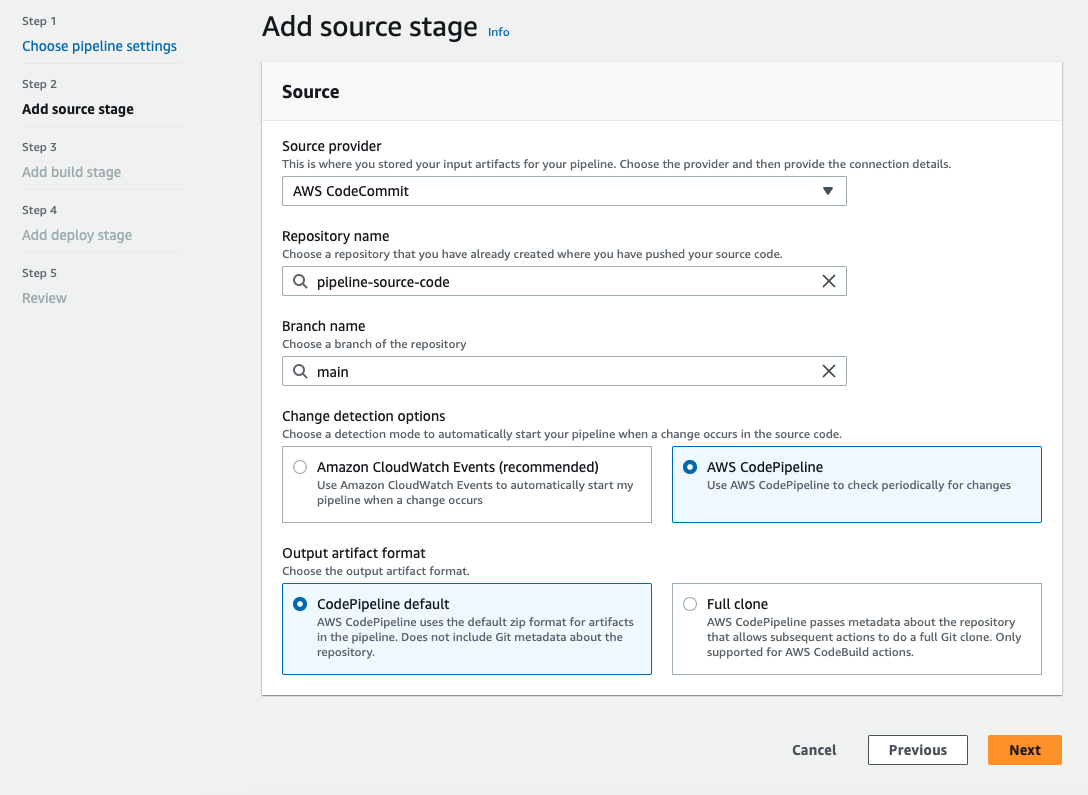 Step 1
Choose pipeline settings
Step 2
Add source stage
Step 3
Add build stage
Step 4
Add deploy stage
Step 5
Review
Add source stage Info
Source
Source provider
This is where you stored your input artifacts for your pipeline. Choose the provider and then provide the connection details.
AWS CodeCommit
Repository name
Choose a repository that you have already created where you have pushed your source code.
pipeline-source-code
Branch name
Choose a branch of the repository
main
Change detection options
Choose a detection mode to automatically start your pipeline when a change occurs in the source code.
Amazon CloudWatch Events (recommended)
Use Amazon CloudWatch Events to automatically start my
pipeline when a change occurs
AWS CodePipeline
Use AWS CodePipeline to check periodically for changes
Output artifact format
Choose the output artifact format.
CodePipeline default
AWS CodePipeline uses the default zip format for artifacts
in the pipeline. Does not include Git metadata about the
repository.
Full clone
AWS CodePipeline passes metadata about the repository
that allows subsequent actions to do a full Git clone. Only
supported for AWS CodeBuild actions.
Cancel
Previous
Next